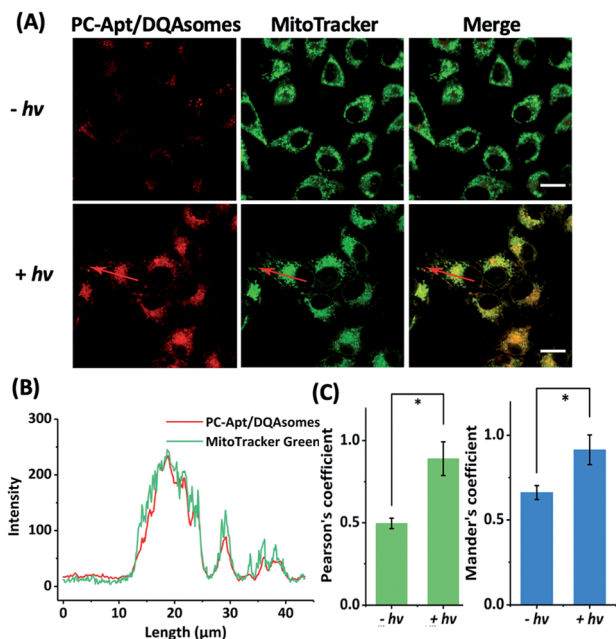 (A)
PC-Apt/DQAsomes MitoTracker Merge
- hv
+ hv
(B)
300
200
100
0
Intensity
PC-Apt/DQAsomes
MitoTracker Green
0 10 20 30 40
Length (μm)
(C)
*
1.0
0.5
0.0
Pearson's coefficient
- hv + hv
*
1.0
0.5
0.0
Mander's coefficient
- hv + hv